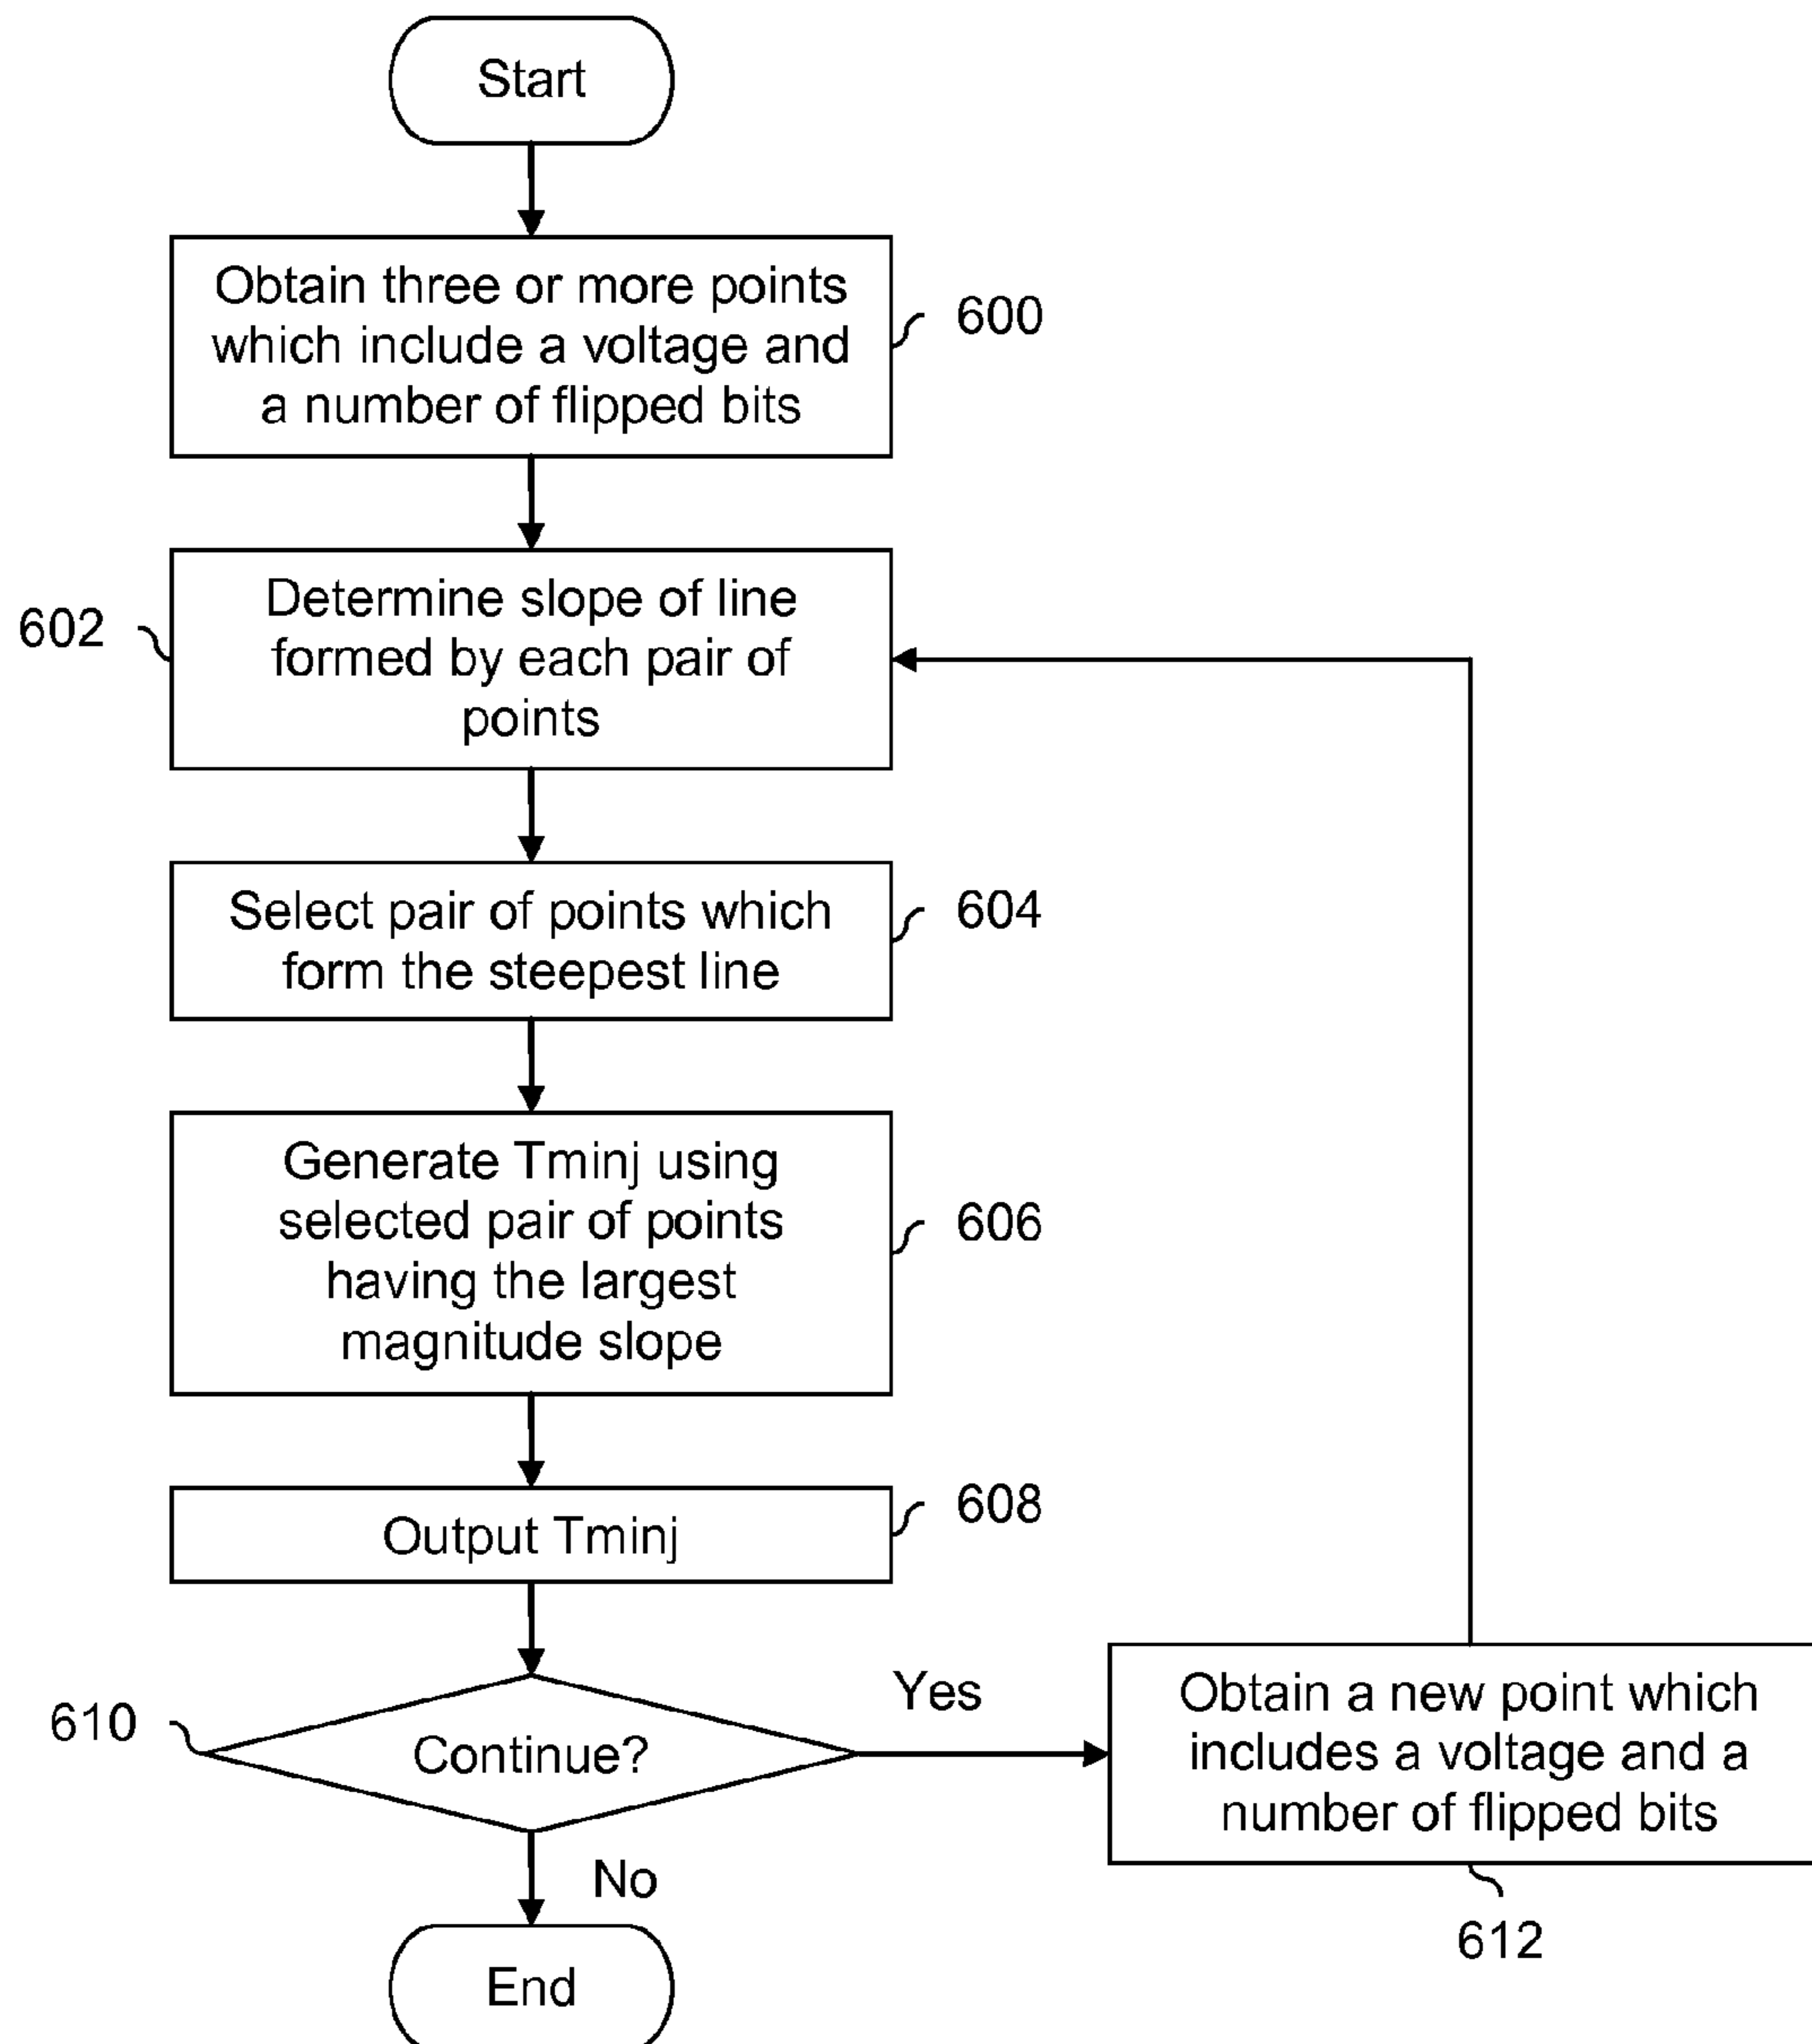 Start
Obtain three or more points
which include a voltage and
a number of flipped bits
600
Determine slope of line
formed by each pair of
points
602
Select pair of points which
form the steepest line
604
Generate Tminj using
selected pair of points
having the largest
magnitude slope
606
Output Tminj
608
Continue?
610
Yes
Obtain a new point which
includes a voltage and a
number of flipped bits
612
No
End